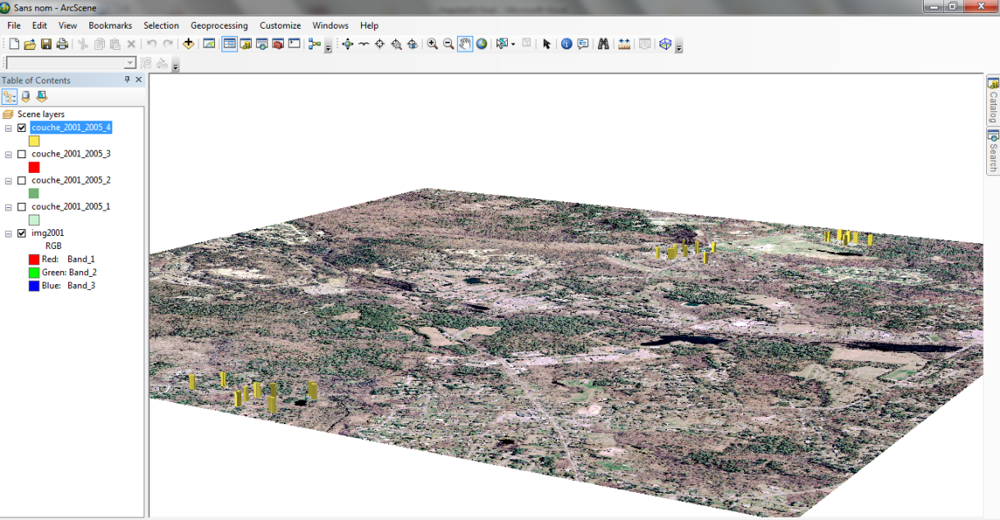 Sans nom - ArcScene
File Edit View Bookmarks Selection Geoprocessing Customize Windows Help
Table of Contents
Scene layers
couche_2001_2005_4
couche_2001_2005_3
couche_2001_2005_2
couche_2001_2005_1
img2001
RGB
Red: Band_1
Green: Band_2
Blue: Band_3
Catalog
Search